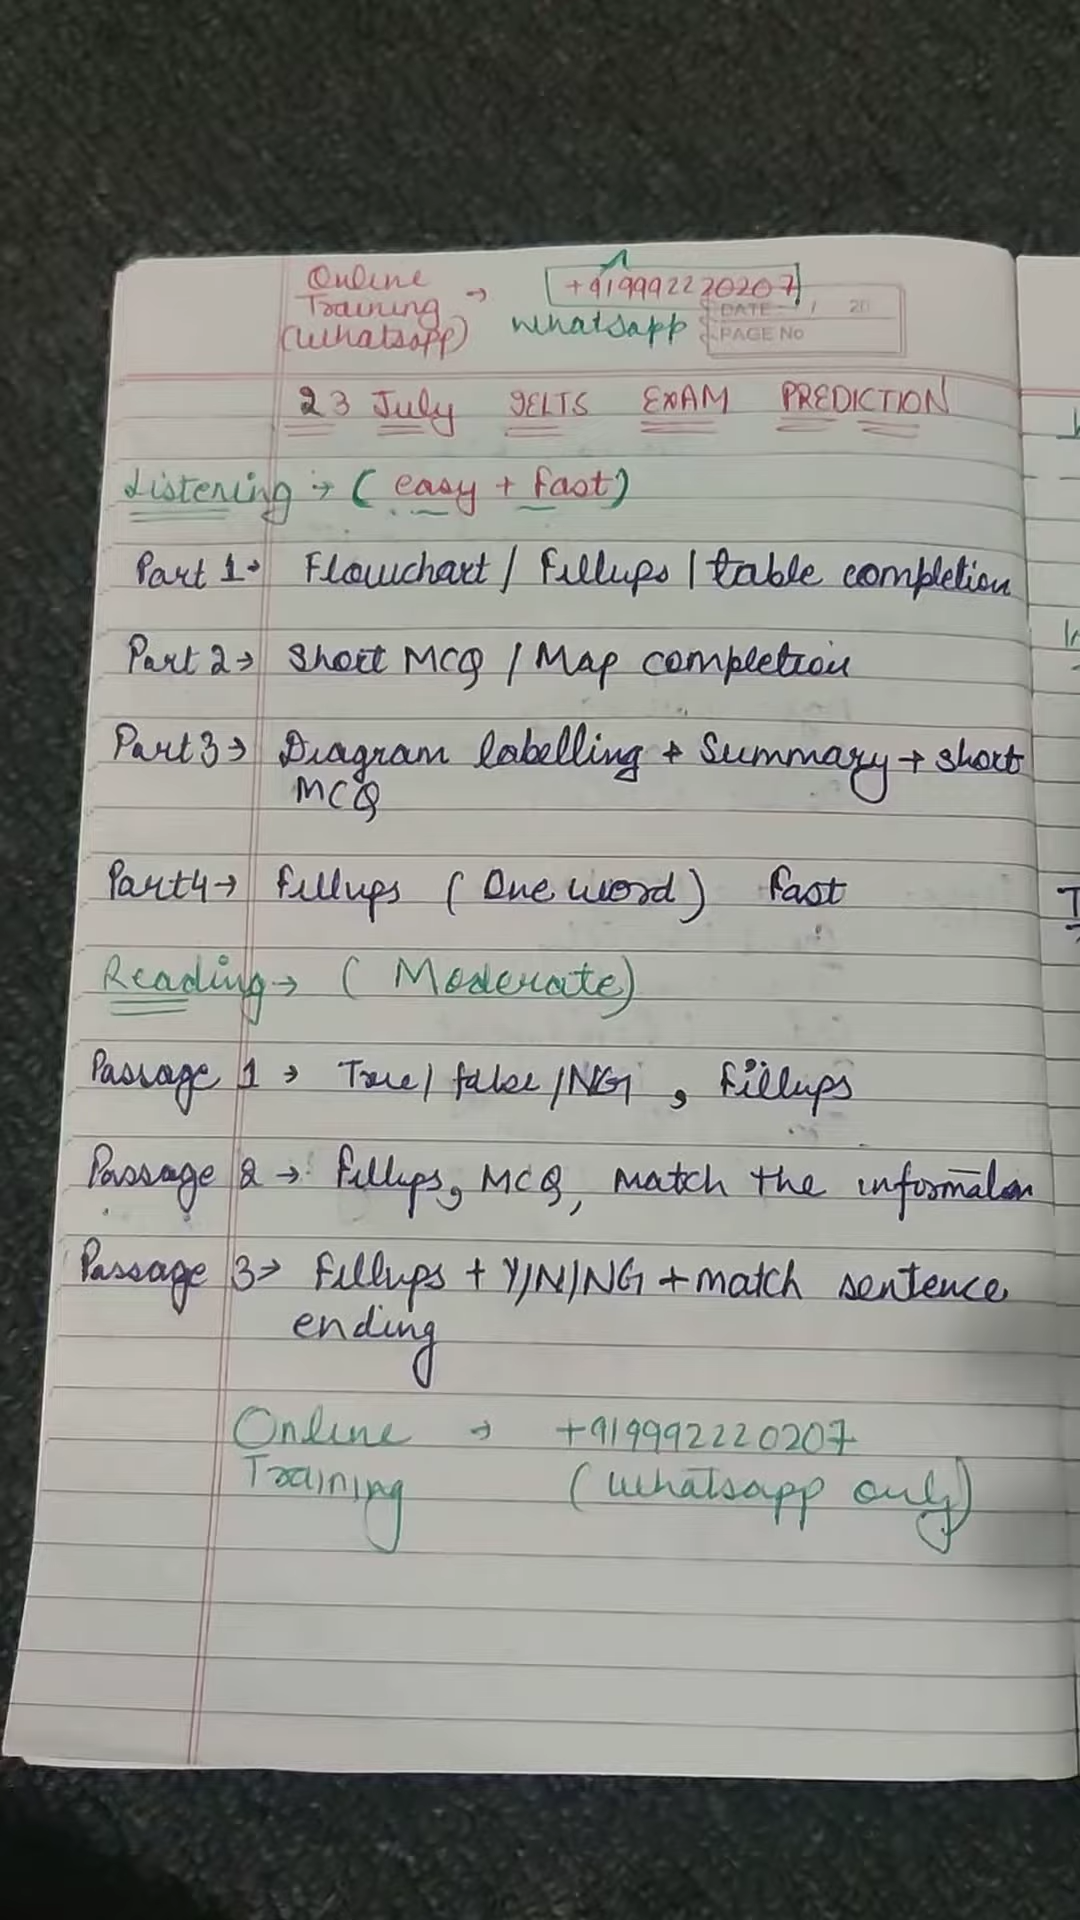 Online
Training → +919992220207
(Whatsapp) Whatsapp
DATE / 20
PAGE No
23 July IELTS EXAM PREDICTION
Listening → (easy + fast)
Part 1→ Flowchart / Fillups / table completion
Part 2→ Short MCQ / Map completion
Part 3→ Diagram labelling + Summary + short
MCQ
Part 4→ Fillups (One word) Fast
Reading → (Moderate)
Passage 1 → True / false / NG, Fillups
Passage 2 → Fillups, MCQ, Match the information
Passage 3→ Fillups + Y/N/NG + match sentence
ending
Online → +919992220207
Training (Whatsapp only)